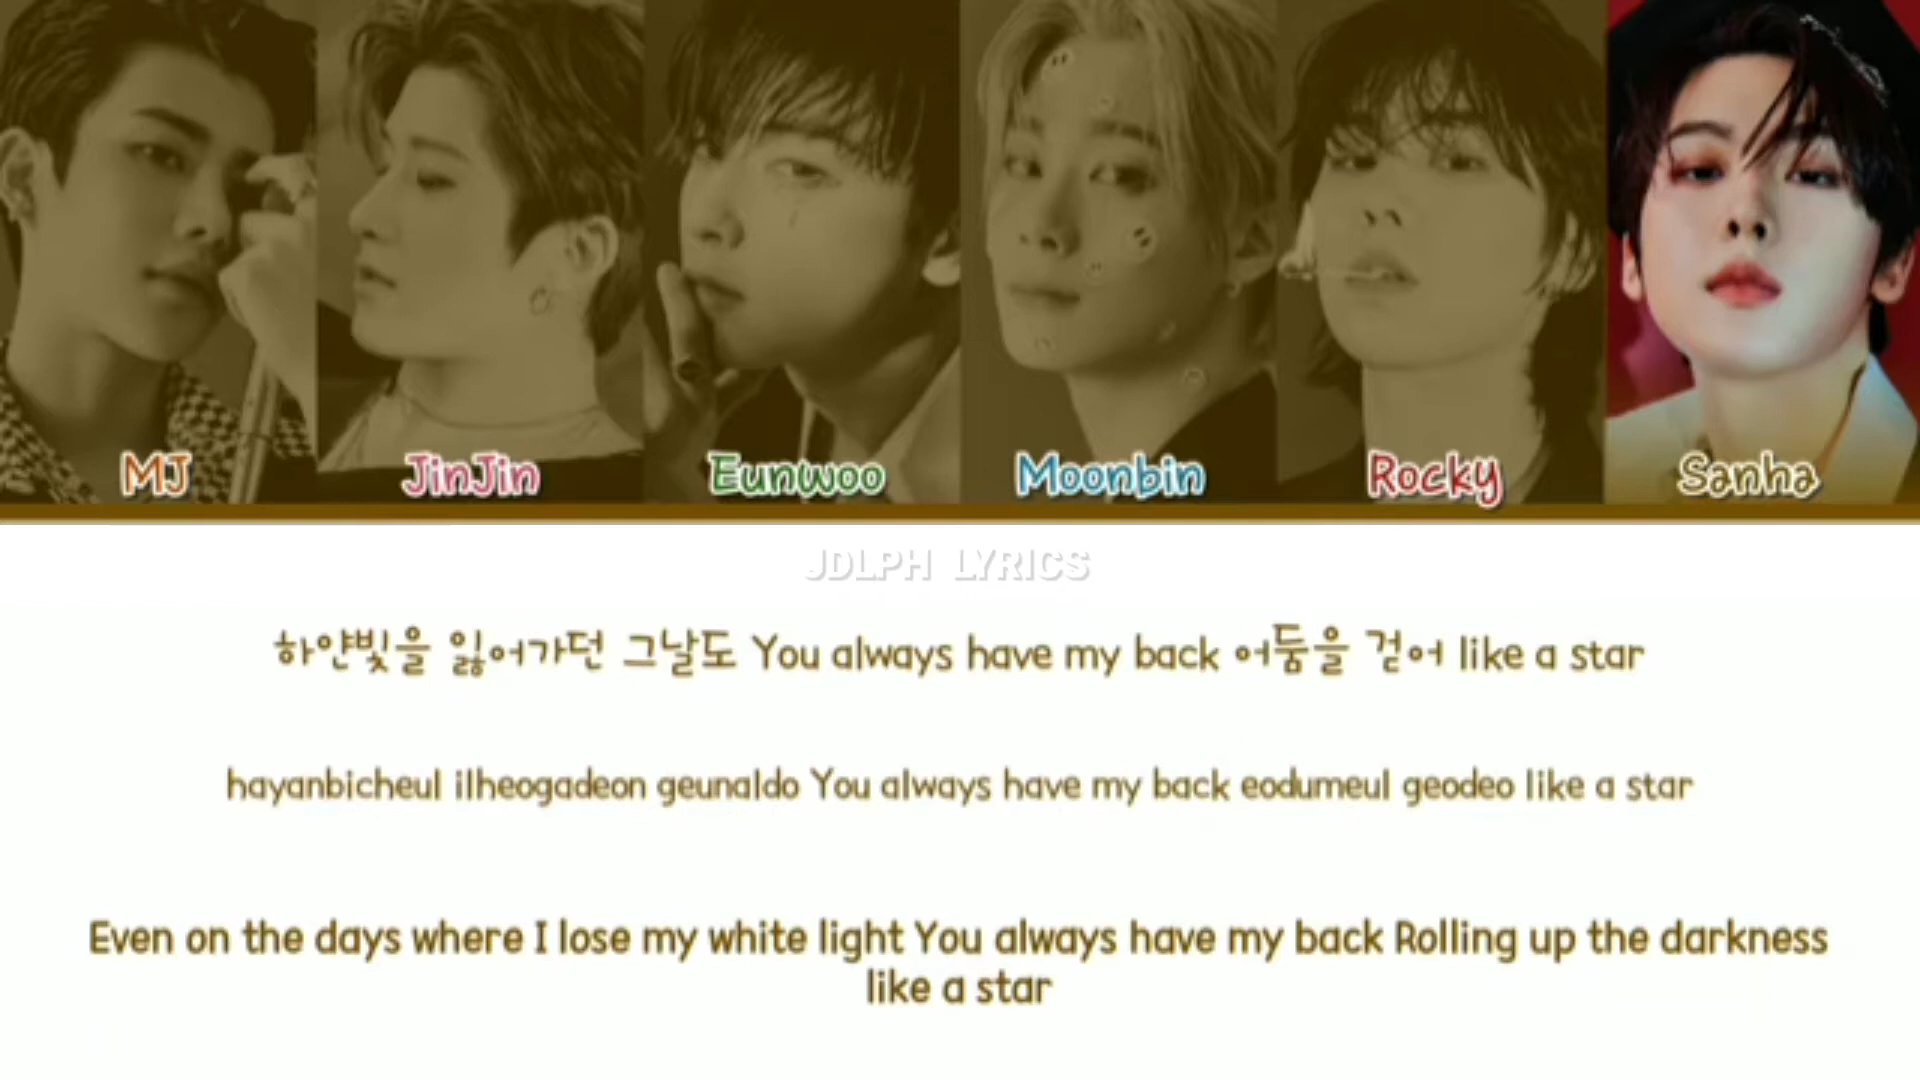 MJ JinJin Eunwoo Moonbin Rocky Sanha
JDLPH LYRICS
하얀빛을 잃어가던 그날도 You always have my back 어둠을 걷어 like a star
hayanbicheul ilheogadeon geunaldo You always have my back eodumeul geodeo like a star
Even on the days where I lose my white light You always have my back Rolling up the darkness
like a star